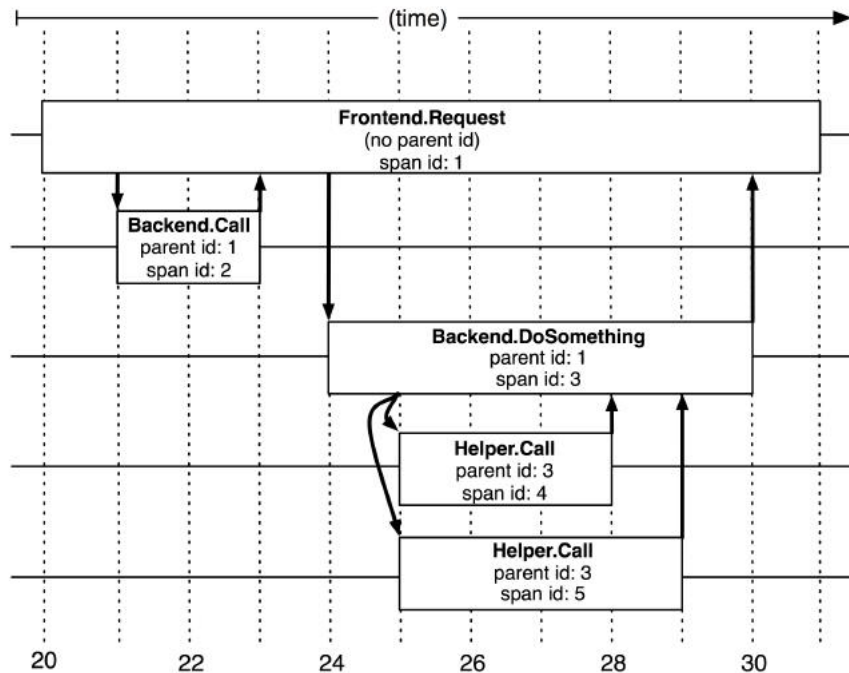 (time)
Frontend.Request
(no parent id)
span id: 1
Backend.Call
parent id: 1
span id: 2
Backend.DoSomething
parent id: 1
span id: 3
Helper.Call
parent id: 3
span id: 4
Helper.Call
parent id: 3
span id: 5
20 22 24 26 28 30